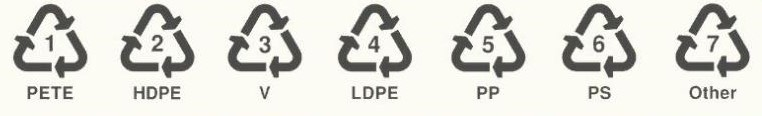 1 2 3 4 5 6 7
PETE HDPE V LDPE PP PS Other